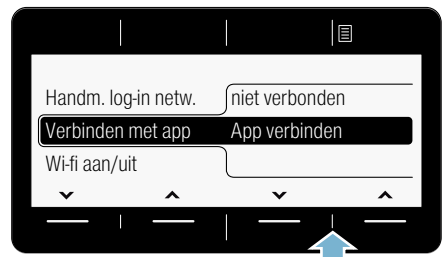 Handm. log-in netw. niet verbonden
Verbinden met app App verbinden
Wi-fi aan/uit